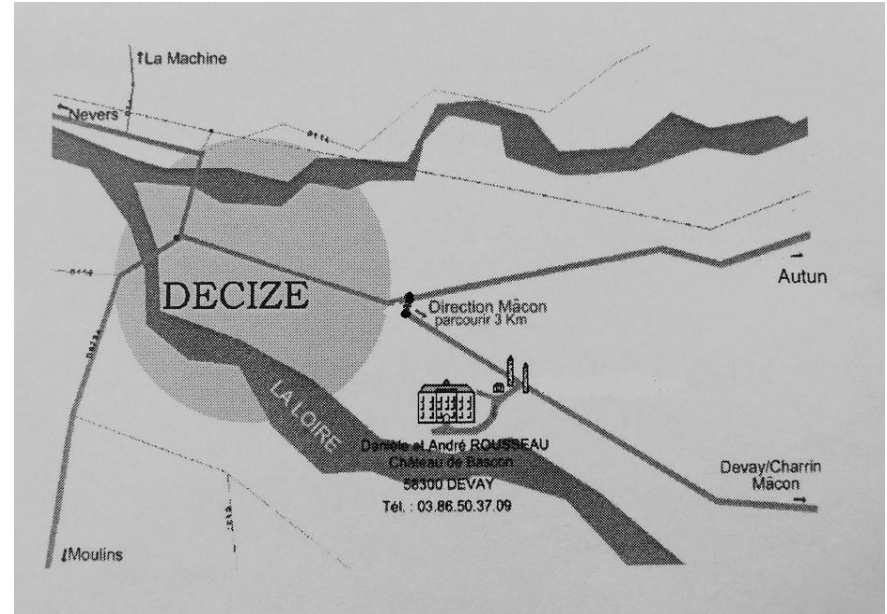 La Machine
Nevers
DECIZE
Autun
Direction Mâcon
parcourir 3 Km
LA LOIRE
Danièle et André ROUSSEAU
Château de Bascon
58300 DEVAY
Tél. : 03.86.50.37.09
Devay/Charrin
Mâcon
Moulins